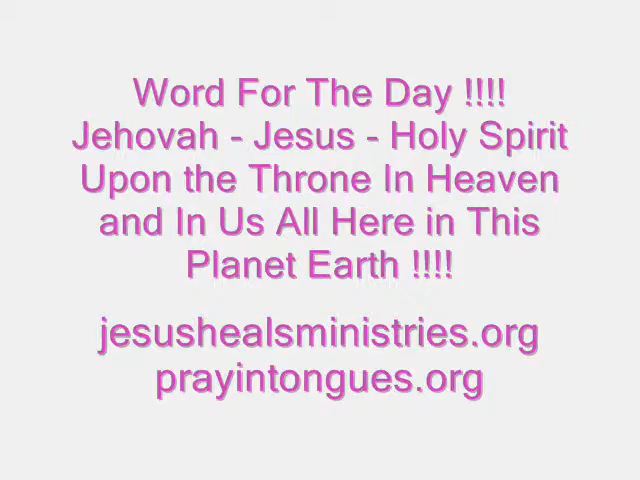 Word For The Day !!!!
Jehovah - Jesus - Holy Spirit
Upon the Throne In Heaven
and In Us All Here in This
Planet Earth !!!!
jesushealsministries.org
prayintongues.org